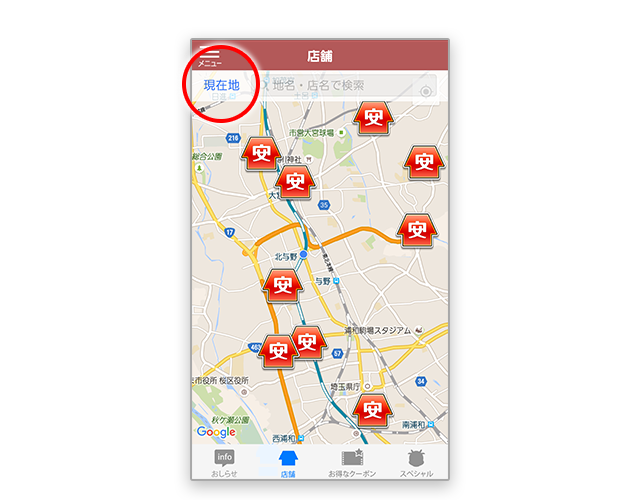 メニュー
店舗
現在地
地名・店名で検索
市営大宮球場
216
総合公園
安
安
川神社
安
安
35
17
安
北与野
与野
安
浦和駒場スタジアム
安
安
57
34
市役所 桜区役所
埼玉県庁
安
南浦和
秋ケ瀬公園
Google
西浦和
info
おしらせ
店舗
お得なクーポン
スペシャル